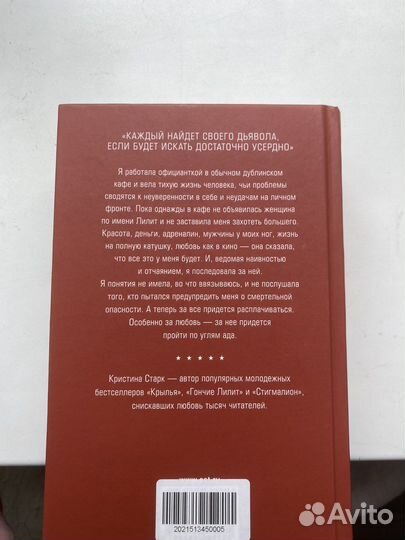 «КАЖДЫЙ НАЙДЕТ СВОЕГО ДЬЯВОЛА,
ЕСЛИ БУДЕТ ИСКАТЬ ДОСТАТОЧНО УСЕРДНО»
Я работала официанткой в обычном дублинском
кафе и вела тихую жизнь человека, чьи проблемы
сводятся к неуверенности в себе и неудачам на личном
фронте. Пока однажды в кафе не объявилась женщина
по имени Лилит и не заставила меня захотеть большего.
Красота, деньги, адреналин, мужчины у моих ног, жизнь
на полную катушку, любовь как в кино — она сказала,
что все это у меня будет. И, ведомая наивностью
и отчаянием, я последовала за ней.
Я понятия не имела, во что ввязываюсь, и не послушала
того, кто пытался предупредить меня о смертельной
опасности. А теперь за все придется расплачиваться.
Особенно за любовь — за нее придется
пройти по углям ада.
★ ★ ★ ★ ★
Кристина Старк — автор популярных молодежных
бестселлеров «Крылья», «Гончие Лилит» и «Стигмалион»,
снискавших любовь тысяч читателей.
2021513450005
Avito